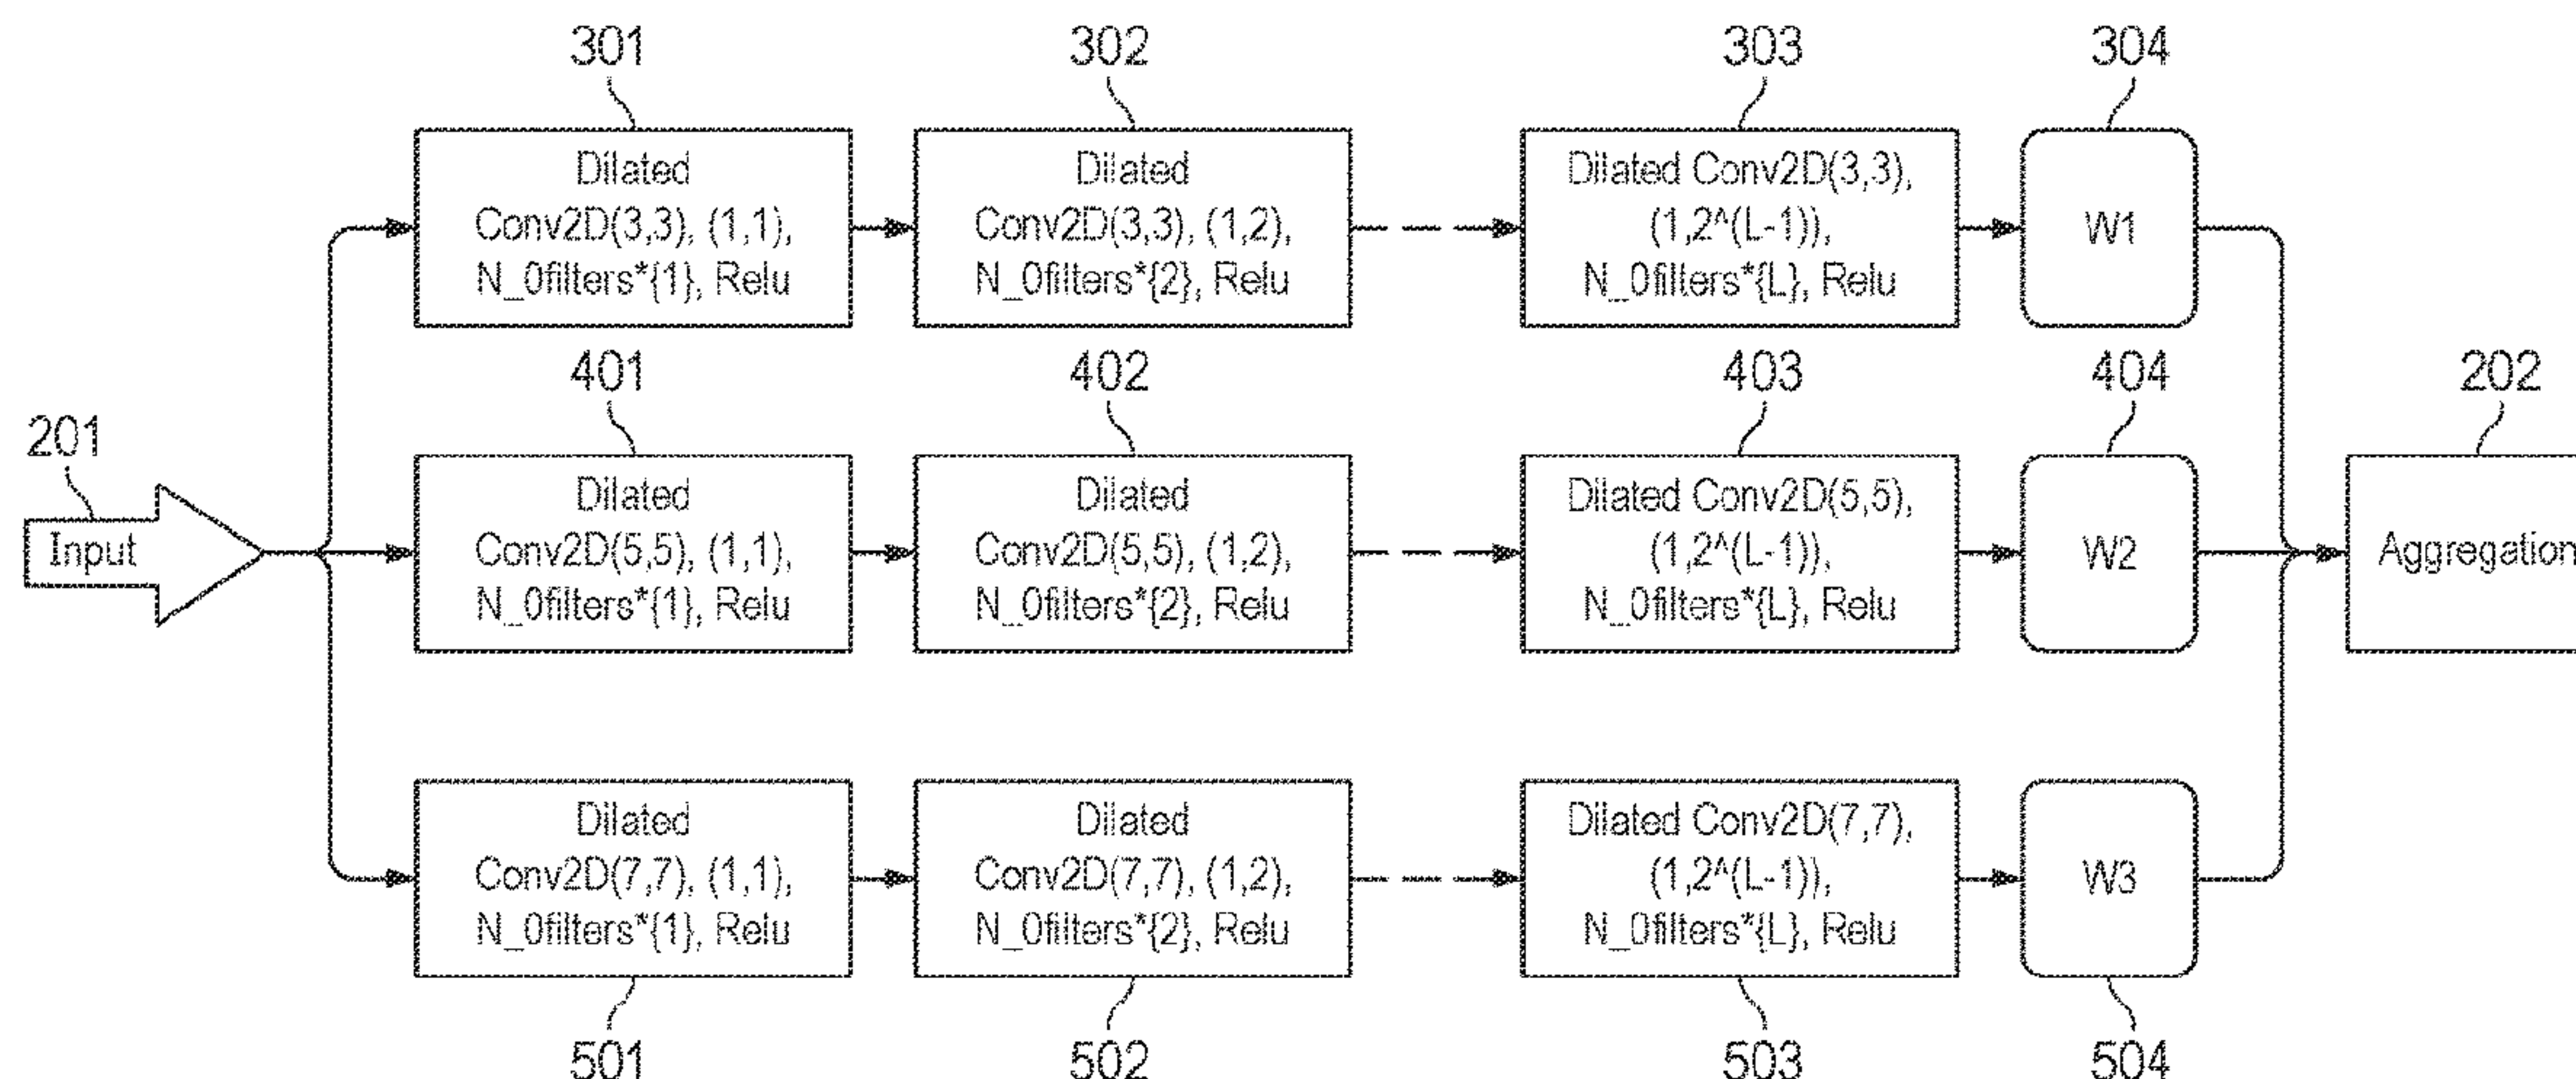 301
302
303
304
Dilated
Conv2D(3,3), (1,1),
N_0filters*{1}, Relu
Dilated
Conv2D(3,3), (1,2),
N_0filters*{2}, Relu
Dilated Conv2D(3,3),
(1,2^(L-1)),
N_0filters*{L}, Relu
W1
401
402
403
404
202
201
Input
Dilated
Conv2D(5,5), (1,1),
N_0filters*{1}, Relu
Dilated
Conv2D(5,5), (1,2),
N_0filters*{2}, Relu
Dilated Conv2D(5,5),
(1,2^(L-1)),
N_0filters*{L}, Relu
W2
Aggregation
Dilated
Conv2D(7,7), (1,1),
N_0filters*{1}, Relu
Dilated
Conv2D(7,7), (1,2),
N_0filters*{2}, Relu
Dilated Conv2D(7,7),
(1,2^(L-1)),
N_0filters*{L}, Relu
W3
501
502
503
504